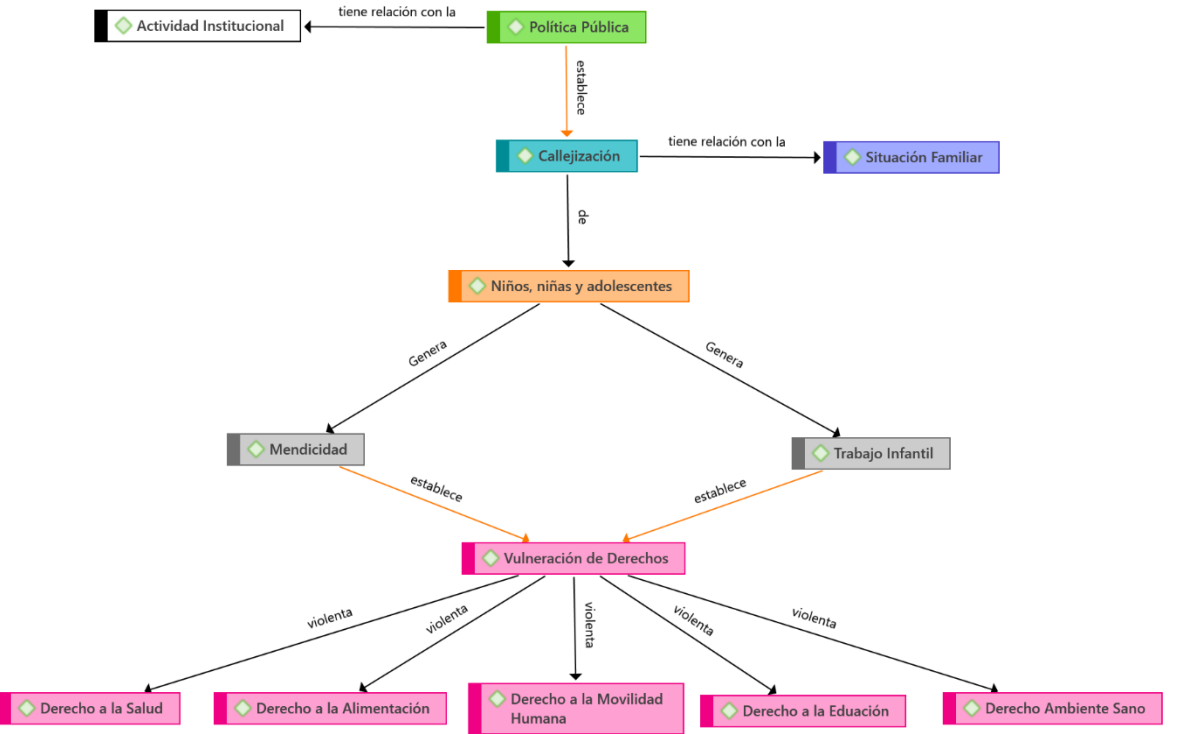 tiene relación con la
Actividad Institucional
Política Pública
establece
Callejización
tiene relación con la
Situación Familiar
de
Niños, niñas y adolescentes
Genera
Genera
Mendicidad
Trabajo Infantil
establece
establece
Vulneración de Derechos
violenta
violenta
violenta
violenta
violenta
Derecho a la Salud
Derecho a la Alimentación
Derecho a la Movilidad
Humana
Derecho a la Eduación
Derecho Ambiente Sano